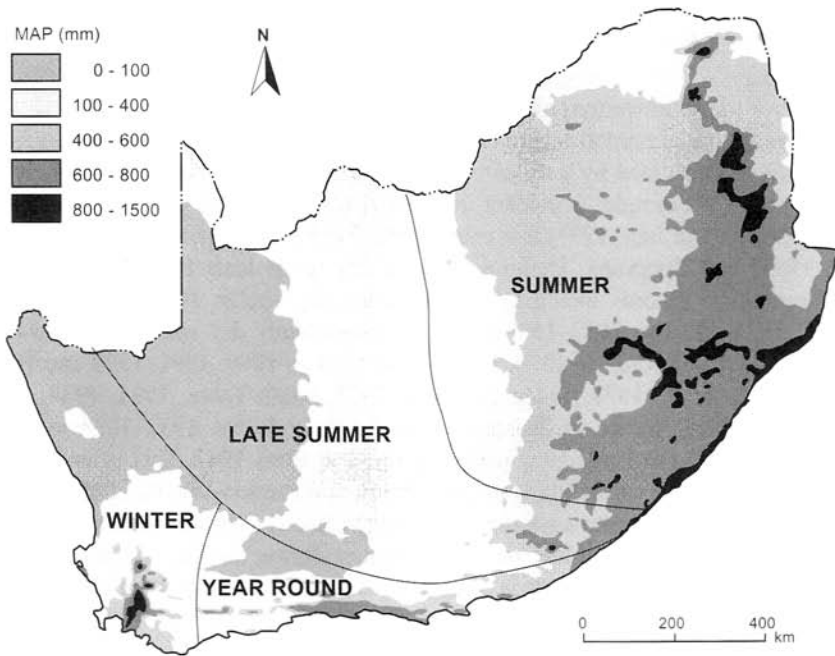 MAP (mm)
0 - 100
100 - 400
400 - 600
600 - 800
800 - 1500
N
SUMMER
LATE SUMMER
WINTER
YEAR ROUND
0 200 400
km